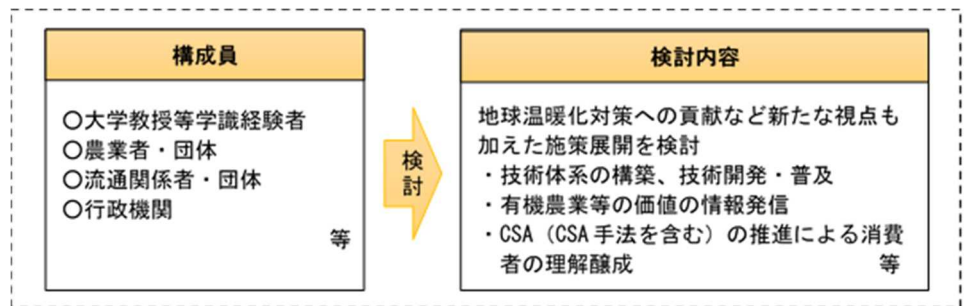 構成員
○大学教授等学識経験者
○農業者・団体
○流通関係者・団体
○行政機関
等
検討
検討内容
地球温暖化対策への貢献など新たな視点も
加えた施策展開を検討
・技術体系の構築、技術開発・普及
・有機農業等の価値の情報発信
・CSA（CSA手法を含む）の推進による消費
者の理解醸成 等